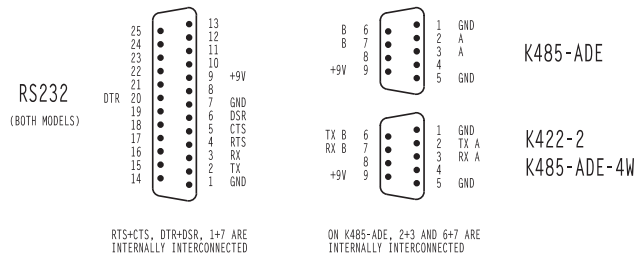 RS232
(BOTH MODELS)
25
24
23
22
21
DTR 20
19
18
17
16
15
14
13
12
11
10
9 +9V
8
7 GND
6 DSR
5 CTS
4 RTS
3 RX
2 TX
1 GND
RTS+CTS, DTR+DSR, 1+7 ARE
INTERNALLY INTERCONNECTED
B 6
B 7
8
+9V 9
1 GND
2 A
3 A
4
5 GND
K485-ADE
TX B 6
RX B 7
8
+9V 9
1 GND
2 TX A
3 RX A
4
5 GND
K422-2
K485-ADE-4W
ON K485-ADE, 2+3 AND 6+7 ARE
INTERNALLY INTERCONNECTED